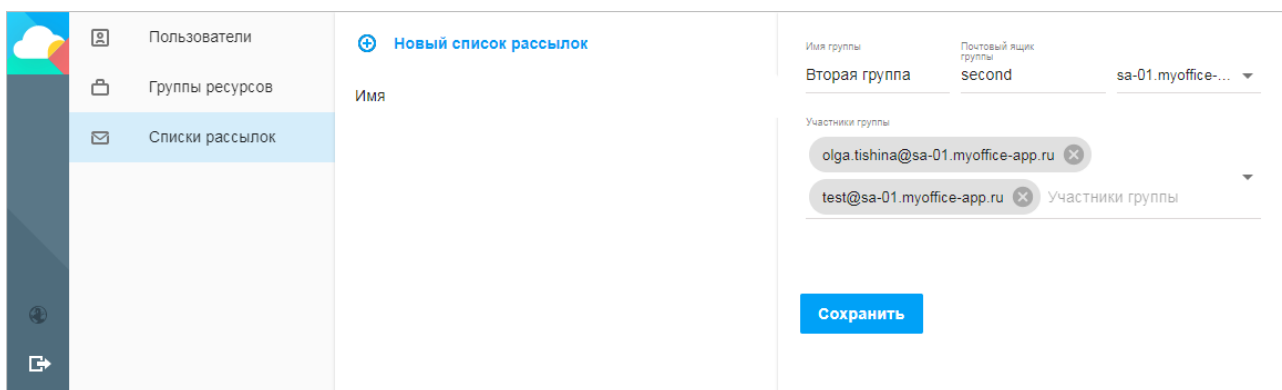 Пользователи
Группы ресурсов
Списки рассылок
Новый список рассылок
Имя
Имя группы
Вторая группа
Почтовый ящик
группы
second
sa-01.myoffice-...
Участники группы
olga.tishina@sa-01.myoffice-app.ru
test@sa-01.myoffice-app.ru Участники группы
Сохранить